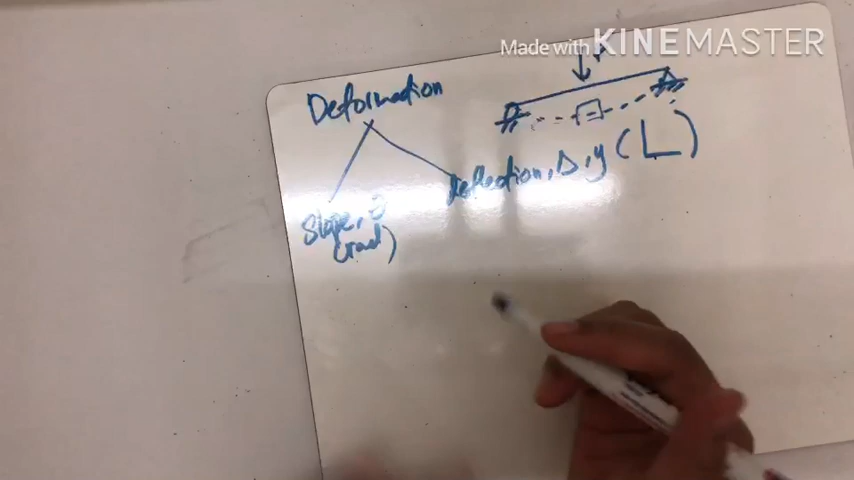 Made with KINEMASTER
Deformation
Deflection, Δ, y (L)
Slope, θ
(rad)